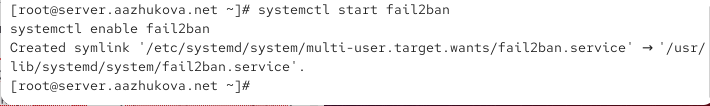 [root@server.aazhukova.net ~]# systemctl start fail2ban
systemctl enable fail2ban
Created symlink '/etc/systemd/system/multi-user.target.wants/fail2ban.service' → '/usr/
lib/systemd/system/fail2ban.service'.
[root@server.aazhukova.net ~]#